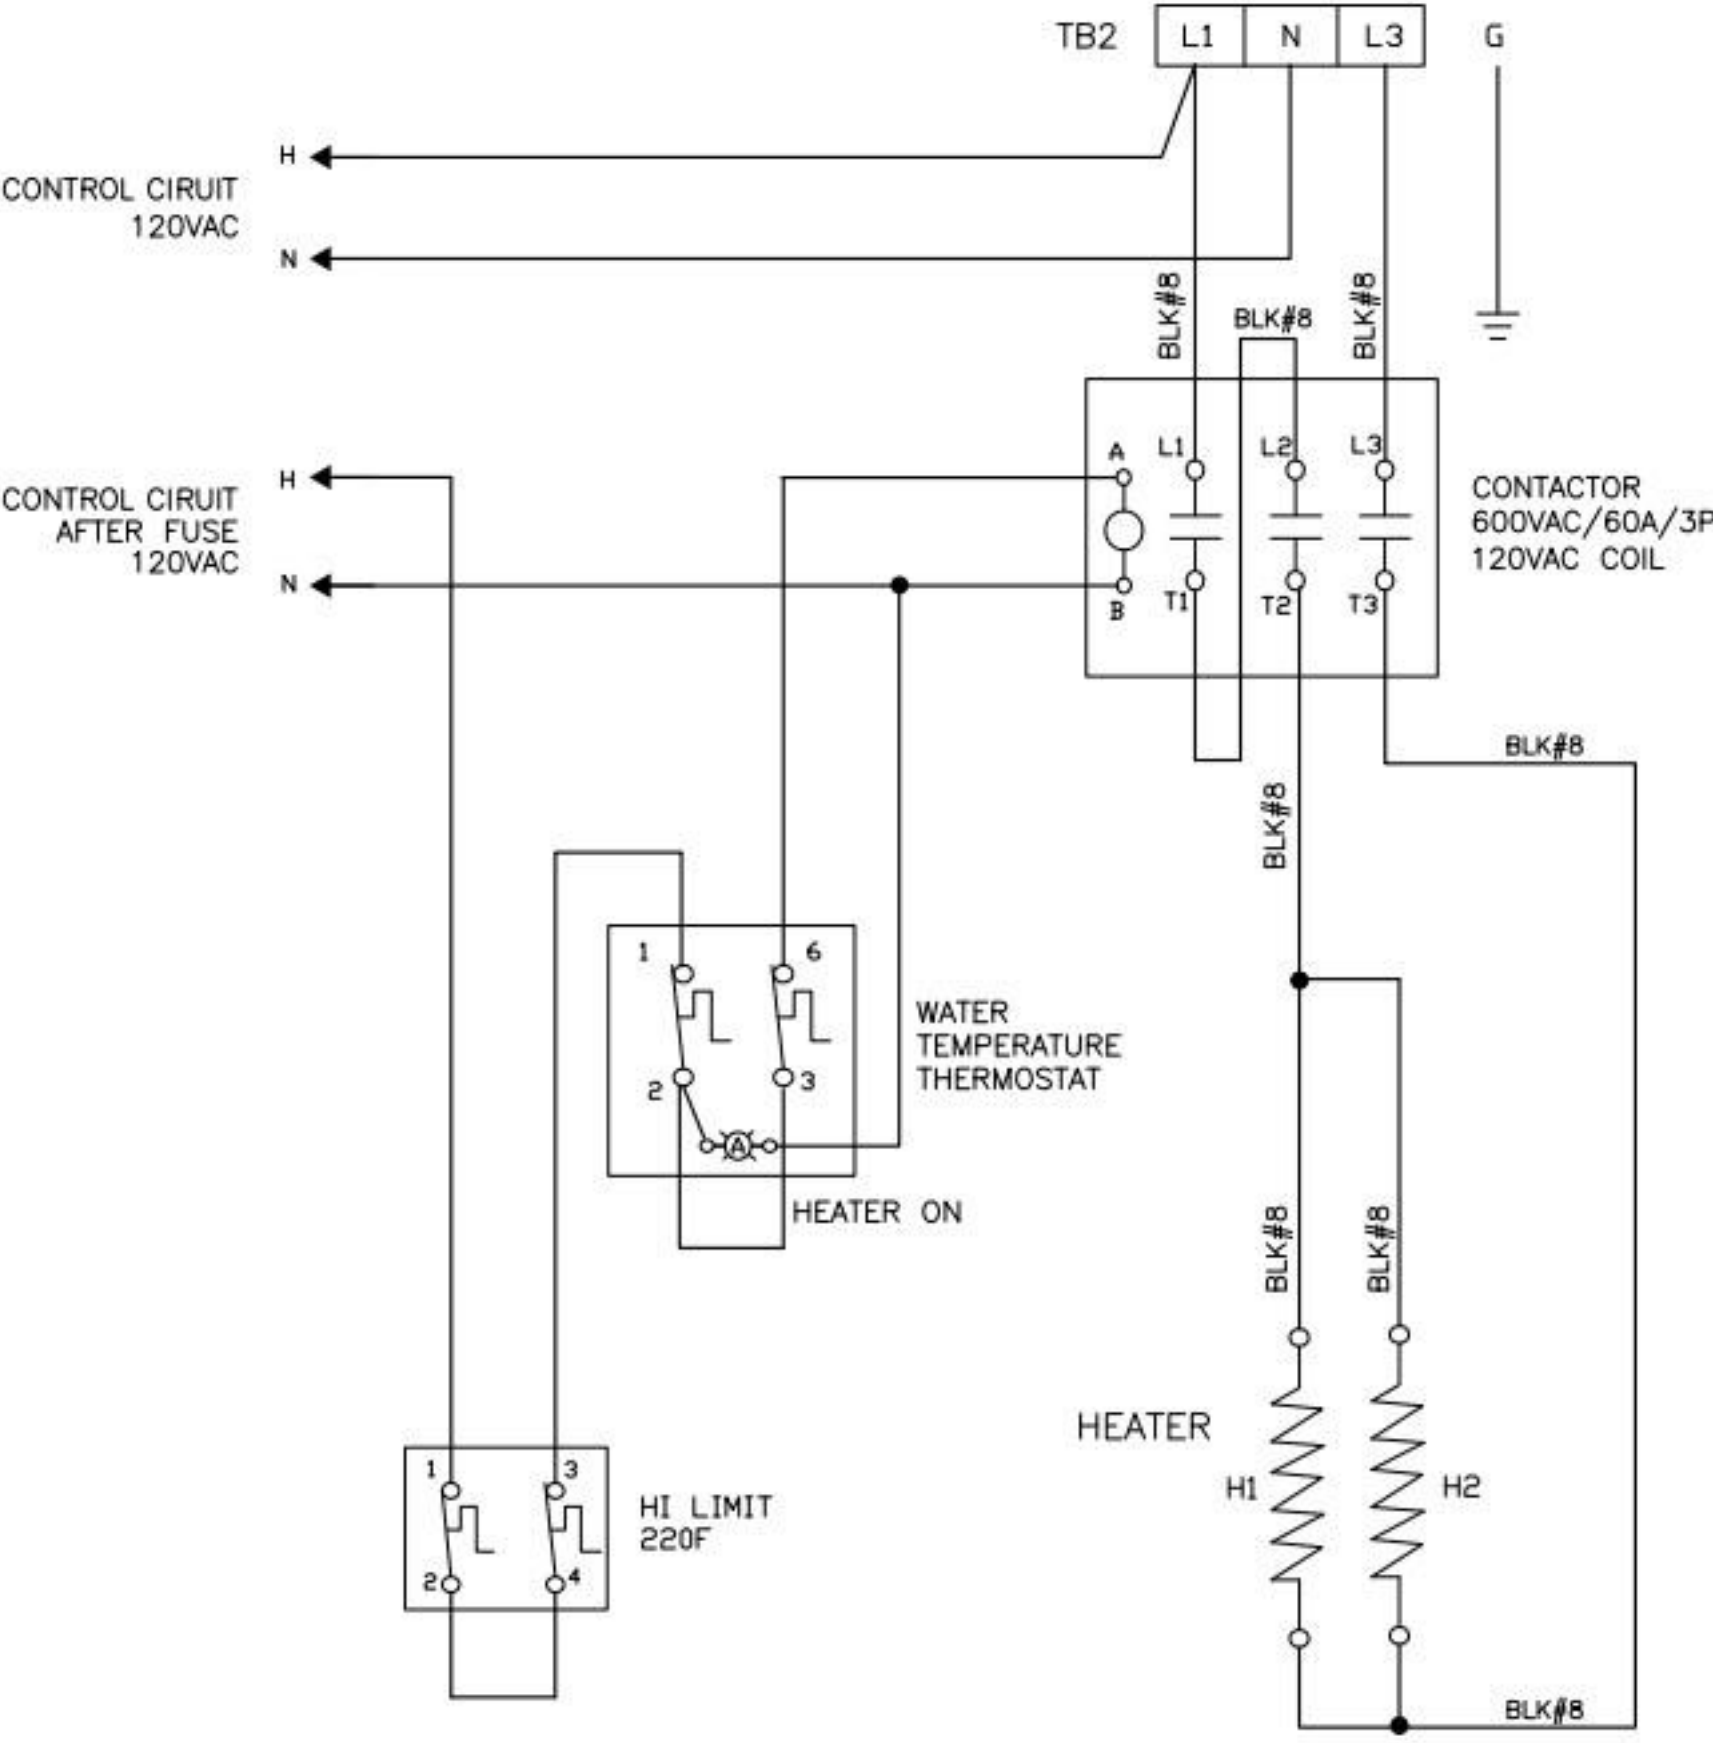 TB2 L1 N L3 G
H
CONTROL CIRUIT
120VAC
N
BLK#8
BLK#8
BLK#8
A L1 L2 L3
H
CONTROL CIRUIT
AFTER FUSE
120VAC
N
CONTACTOR
600VAC/60A/3P
120VAC COIL
B T1 T2 T3
BLK#8
BLK#8
1 6
WATER
TEMPERATURE
THERMOSTAT
2 3
A
HEATER ON
BLK#8
BLK#8
HEATER
H1 H2
1 3
HI LIMIT
220F
2 4
BLK#8